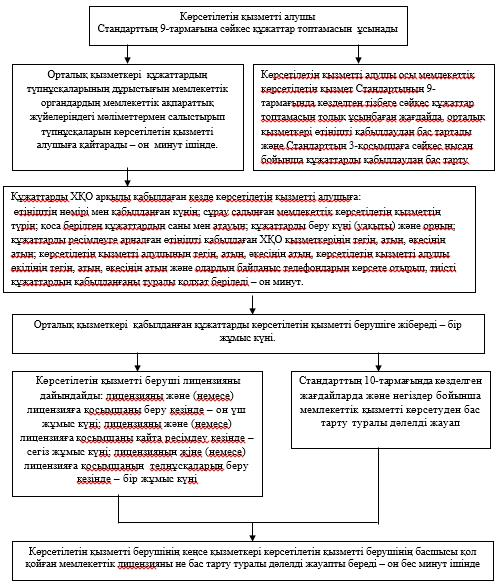 Көрсетілетін қызметті алушы
Стандарттың 9-тармағына сәйкес құжаттар топтамасын ұсынады
Орталық қызметкері құжаттардың
түпнұсқаларының дұрыстығын мемлекеттік
органдардың мемлекеттік ақпараттық
жүйелеріндегі мәліметтермен салыстырып
түпнұсқаларын көрсетілетін қызметті
алушыға қайтарады – он минут ішінде.
Көрсетілетін қызметті алушы осы мемлекеттік
көрсетілетін қызмет Стандартының 9-
тармағында көзделген тізбеге сәйкес құжаттар
топтамасын толық ұсынбаған жағдайда, орталық
қызметкері өтінішті қабылдаудан бас тартады
және Стандарттың 3-қосымшаға сәйкес нысан
бойынша құжаттарды қабылдаудан бас тарту.
Құжаттарды ХҚО арқылы қабылдаған кезде көрсетілетін қызметті алушыға:
өтініштің нөмірі мен қабылданған күнін; сұрау салынған мемлекеттік көрсетілетін қызметтің
түрін; қоса берілген құжаттардың саны мен атауын; құжаттарды беру күні (уақыты) және орнын;
құжаттарды ресімдеуге арналған өтінішті қабылдаған ХҚО қызметкерінің тегін, атын, әкесінің
атын; көрсетілетін қызметті алушының тегін, атын, әкесінің атын, көрсетілетін қызметті алушы
өкілінің тегін, атын, әкесінің атын және олардың байланыс телефондарын көрсете отырып, тиісті
құжаттардың қабылданғаны туралы қолхат беріледі – он минут.
Орталық қызметкері қабылданған құжаттарды көрсетілетін қызметті берушіге жібереді – бір
жұмыс күні.
Көрсетілетін қызметті беруші лицензияны
дайындайды: лицензияны және (немесе)
лицензияға қосымшаны беру кезінде – он үш
жұмыс күні; лицензияны және (немесе)
лицензияға қосымшаны қайта ресімдеу кезінде –
сегіз жұмыс күні; лицензиянын жіне (немесе)
лицензияға қосымшанын телнұсқаларын беру
кезінде – бір жұмыс күні
Стандарттың 10-тармағында көзделген
жағдайларда және негіздер бойынша
мемлекеттік қызметті көрсетуден бас
тарту туралы дәлелді жауап
Көрсетілетін қызметті берушінің кеңсе қызметкері көрсетілетін қызметті берушінің басшысы қол
қойған мемлекеттік лицензияны не бас тарту туралы дәлелді жауапты береді – он бес минут ішінде